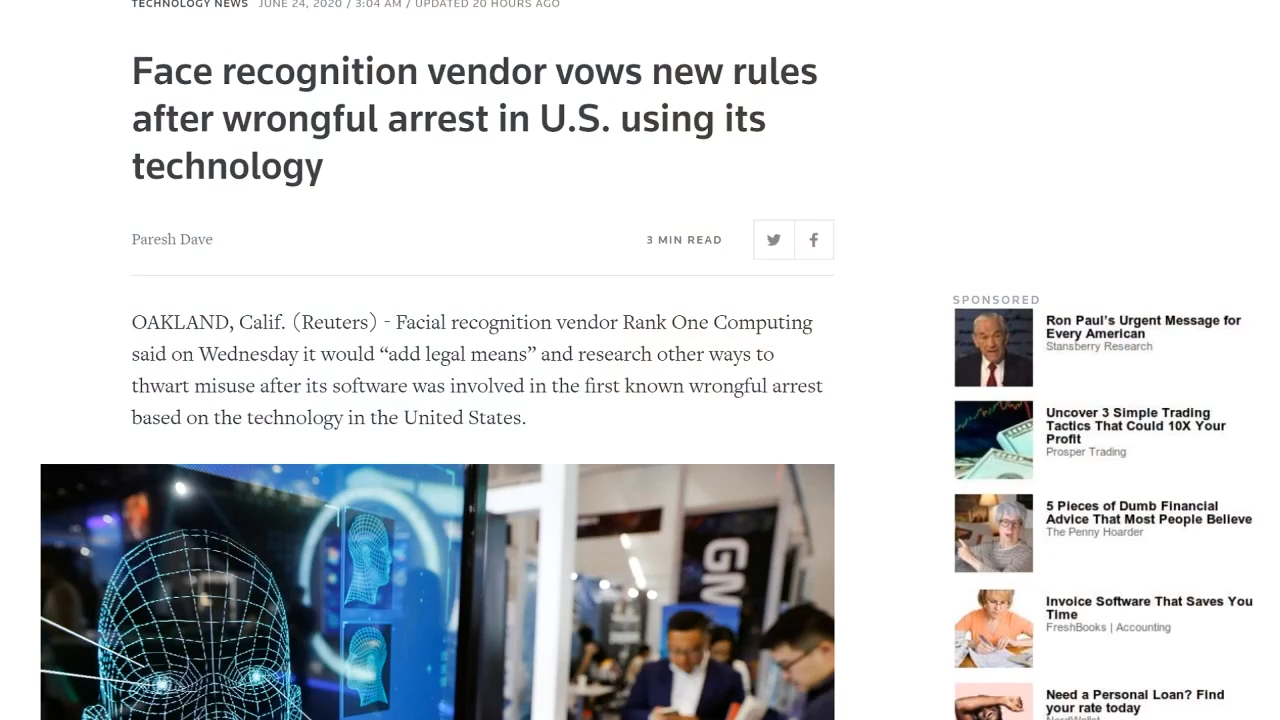 TECHNOLOGY NEWS JUNE 24, 2020 / 3:04 AM / UPDATED 20 HOURS AGO
Face recognition vendor vows new rules
after wrongful arrest in U.S. using its
technology
Paresh Dave
3 MIN READ
OAKLAND, Calif. (Reuters) - Facial recognition vendor Rank One Computing
said on Wednesday it would “add legal means” and research other ways to
thwart misuse after its software was involved in the first known wrongful arrest
based on the technology in the United States.
GN
SPONSORED
Ron Paul’s Urgent Message for
Every American
Stansberry Research
Uncover 3 Simple Trading
Tactics That Could 10X Your
Profit
Prosper Trading
5 Pieces of Dumb Financial
Advice That Most People Believe
The Penny Hoarder
Invoice Software That Saves You
Time
FreshBooks | Accounting
Need a Personal Loan? Find
your rate today
NerdWallet